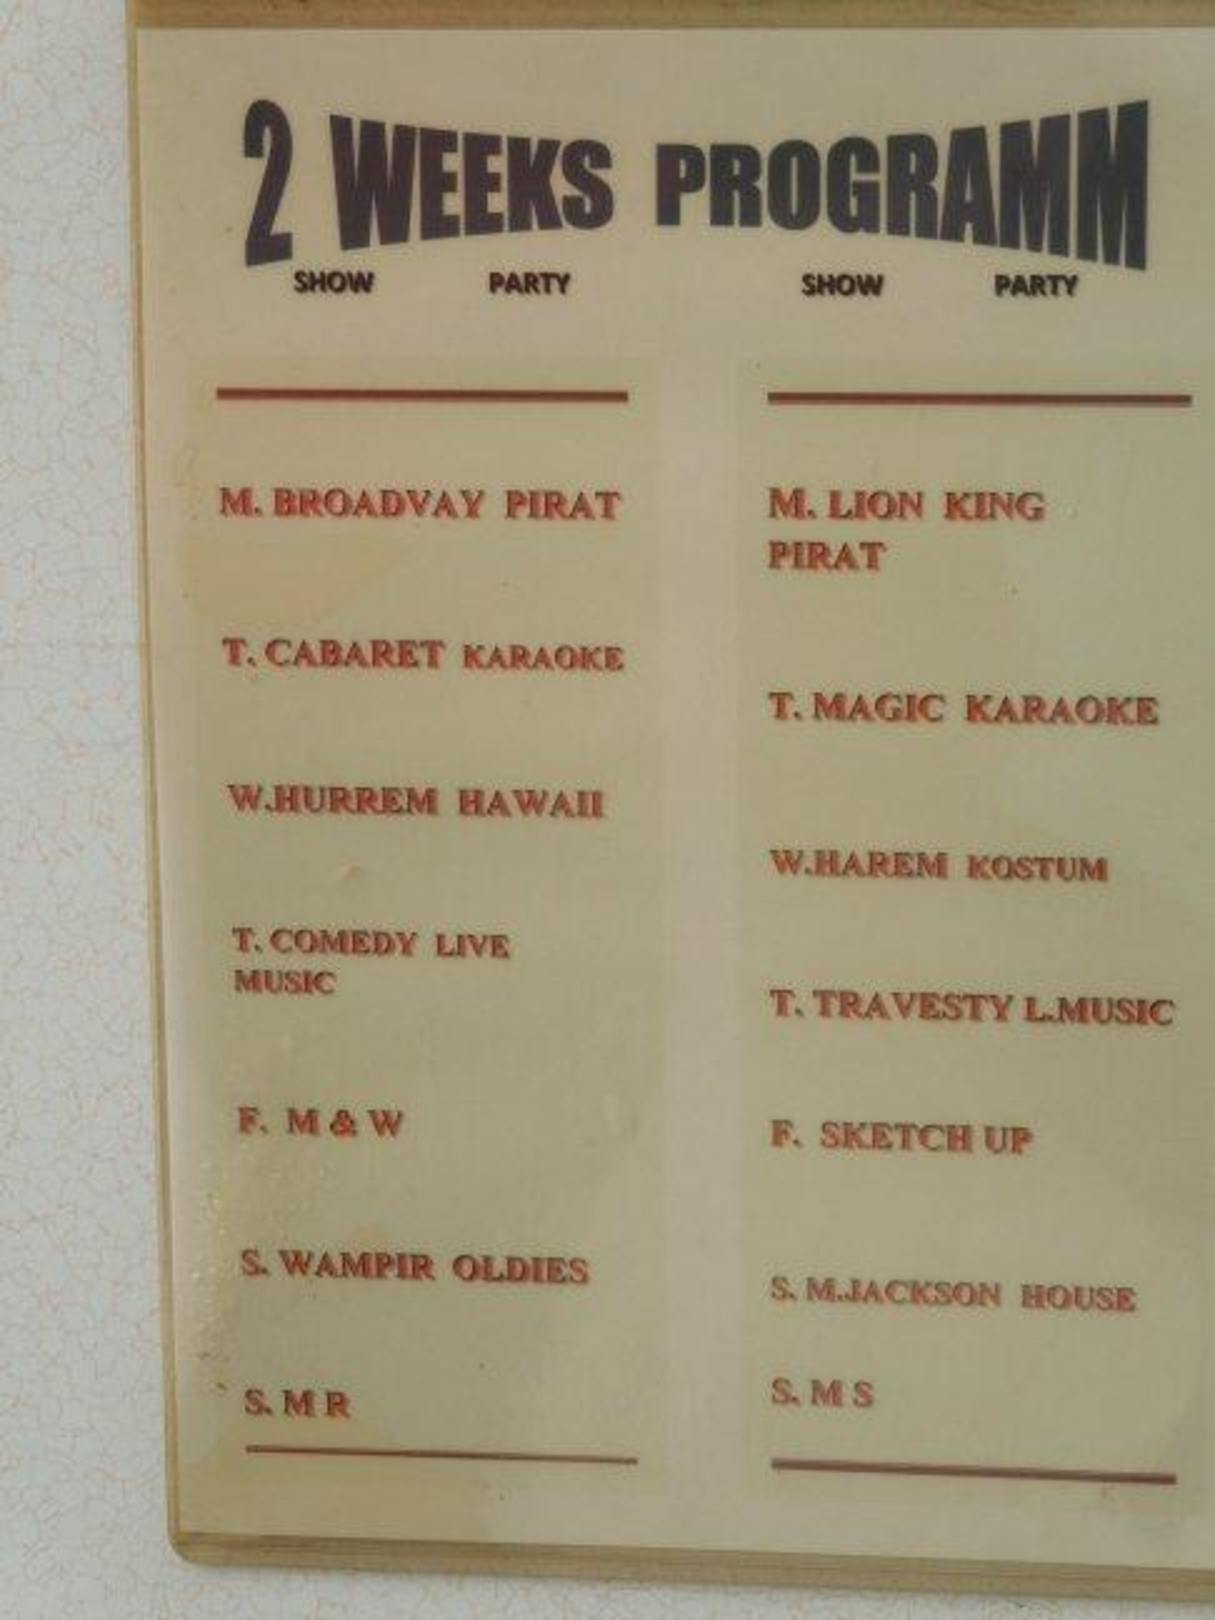 2 WEEKS PROGRAMM
SHOW PARTY SHOW PARTY
M. BROADVAY PIRAT
T. CABARET KARAOKE
W.HURREM HAWAII
T. COMEDY LIVE
MUSIC
F. M & W
S. WAMPIR OLDIES
S. M R
M. LION KING
PIRAT
T. MAGIC KARAOKE
W.HAREM KOSTUM
T. TRAVESTY L.MUSIC
F. SKETCH UP
S. M.JACKSON HOUSE
S. M S